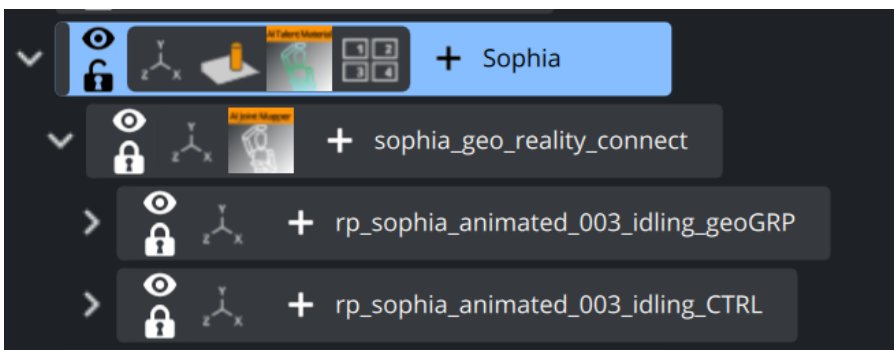 AI Talent Material
Y
Z X
1 2
3 4
Sophia
AI Joint Mapper
Y
Z X
sophia_geo_reality_connect
Y
Z X
rp_sophia_animated_003_idling_geoGRP
Y
Z X
rp_sophia_animated_003_idling_CTRL